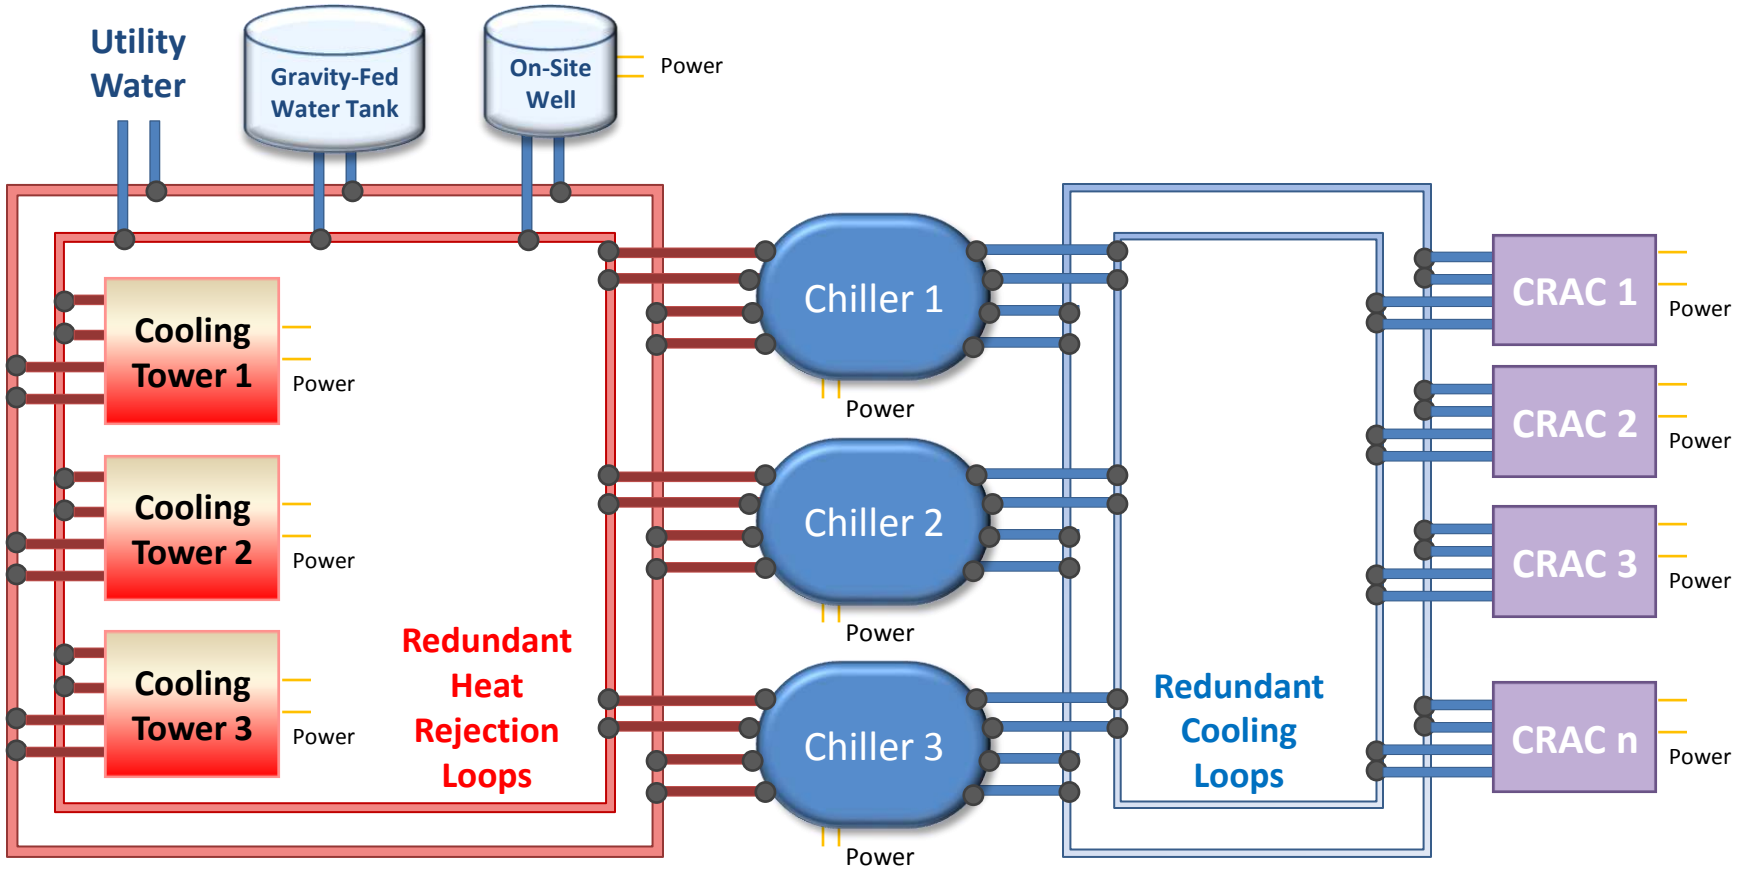 Utility
Water
Gravity-Fed
Water Tank
On-Site
Well
Power
Cooling
Tower 1
Power
Cooling
Tower 2
Power
Cooling
Tower 3
Power
Redundant
Heat
Rejection
Loops
Chiller 1
Power
Chiller 2
Power
Chiller 3
Power
Redundant
Cooling
Loops
CRAC 1
Power
CRAC 2
Power
CRAC 3
Power
CRAC n
Power